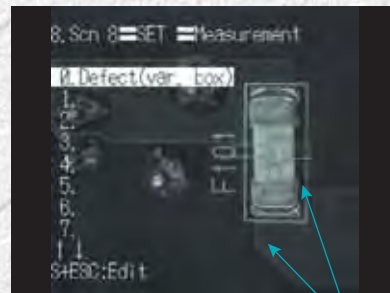 8. Scn 8=SET =Measurement
0. Defect(var. box)
1.
2.
3.
4.
5.
6.
7.
↑↓
S+ESC:Edit
F101